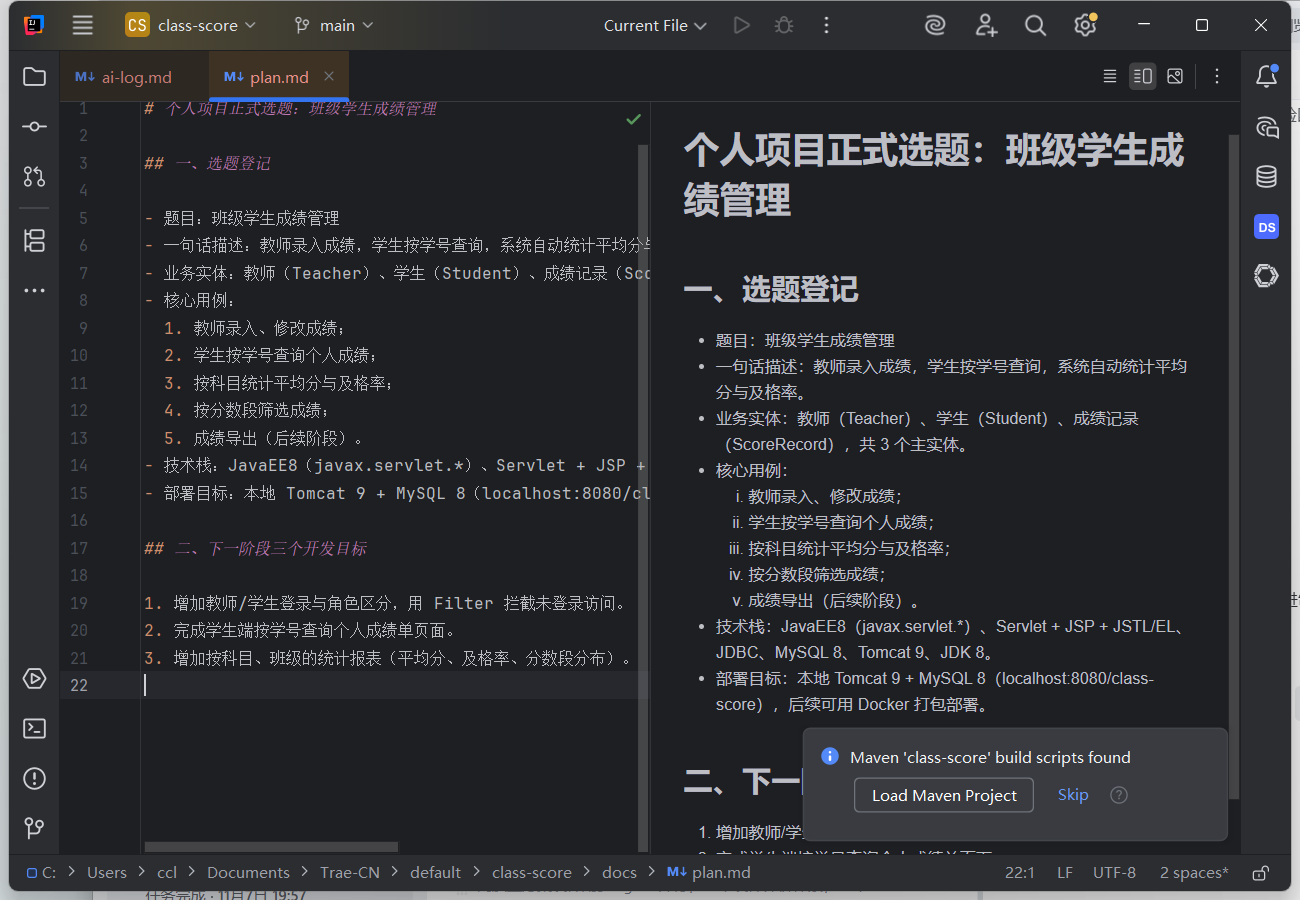 CS class-score main Current File
M↓ ai-log.md M↓ plan.md
1 # 个人项目正式选题：班级学生成绩管理
2
3 ## 一、选题登记
4
5 - 题目：班级学生成绩管理
6 - 一句话描述：教师录入成绩，学生按学号查询，系统自动统计平均分与
7 - 业务实体：教师（Teacher）、学生（Student）、成绩记录（Sco
8 - 核心用例：
9 1. 教师录入、修改成绩；
10 2. 学生按学号查询个人成绩；
11 3. 按科目统计平均分与及格率；
12 4. 按分数段筛选成绩；
13 5. 成绩导出（后续阶段）。
14 - 技术栈：JavaEE8（javax.servlet.*）、Servlet + JSP +
15 - 部署目标：本地 Tomcat 9 + MySQL 8（localhost:8080/cl
16
17 ## 二、下一阶段三个开发目标
18
19 1. 增加教师/学生登录与角色区分，用 Filter 拦截未登录访问。
20 2. 完成学生端按学号查询个人成绩单页面。
21 3. 增加按科目、班级的统计报表（平均分、及格率、分数段分布）。
22
个人项目正式选题：班级学生成
绩管理
一、选题登记
• 题目：班级学生成绩管理
• 一句话描述：教师录入成绩，学生按学号查询，系统自动统计平均
分与及格率。
• 业务实体：教师（Teacher）、学生（Student）、成绩记录
（ScoreRecord），共 3 个主实体。
• 核心用例：
i. 教师录入、修改成绩；
ii. 学生按学号查询个人成绩；
iii. 按科目统计平均分与及格率；
iv. 按分数段筛选成绩；
v. 成绩导出（后续阶段）。
• 技术栈：JavaEE8（javax.servlet.*）、Servlet + JSP + JSTL/EL、
JDBC、MySQL 8、Tomcat 9、JDK 8。
• 部署目标：本地 Tomcat 9 + MySQL 8（localhost:8080/class-
score），后续可用 Docker 打包部署。
二、下一
1. 增加教师/学
DS
Maven 'class-score' build scripts found
Load Maven Project Skip
C: > Users > ccl > Documents > Trae-CN > default > class-score > docs > M↓ plan.md 22:1 LF UTF-8 2 spaces*
任务完成 · 11月7日 19:57